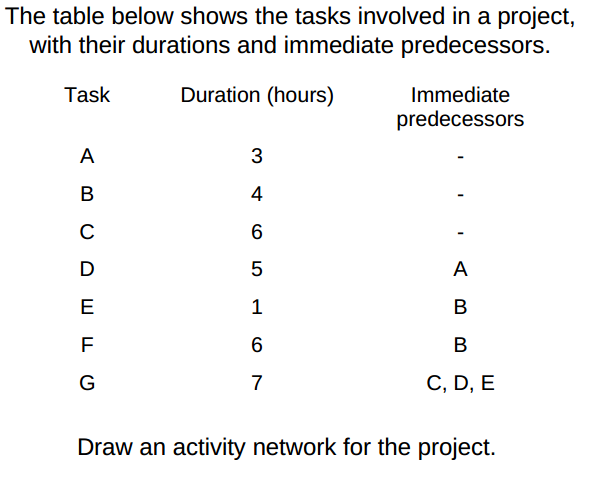 The table below shows the tasks involved in a project,
with their durations and immediate predecessors.
Task Duration (hours) Immediate
predecessors
A 3 -
B 4 -
C 6 -
D 5 A
E 1 B
F 6 B
G 7 C, D, E
Draw an activity network for the project.